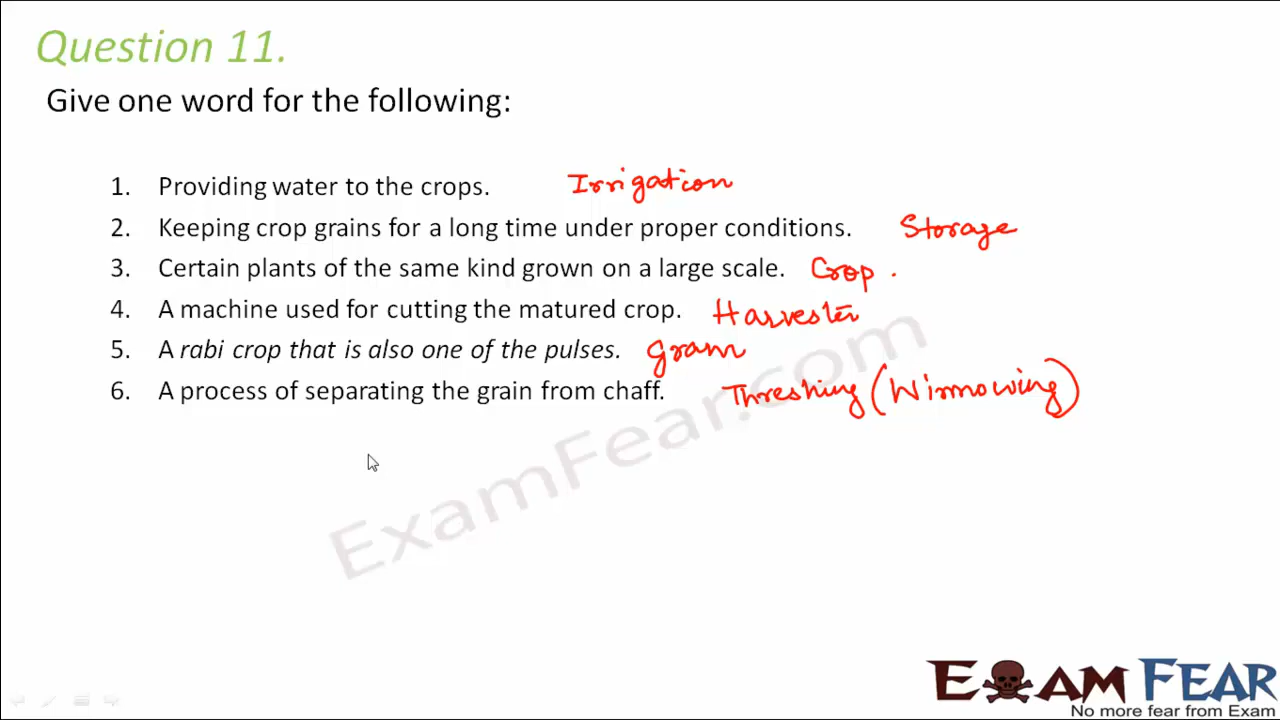 Question 11.
Give one word for the following:
1. Providing water to the crops. Irrigation
2. Keeping crop grains for a long time under proper conditions. Storage
3. Certain plants of the same kind grown on a large scale. Crop.
4. A machine used for cutting the matured crop. Harvester
5. A rabi crop that is also one of the pulses. Gram
6. A process of separating the grain from chaff. Threshing (Winnowing)
ExamFear.com
EXAM FEAR
No more fear from Exam